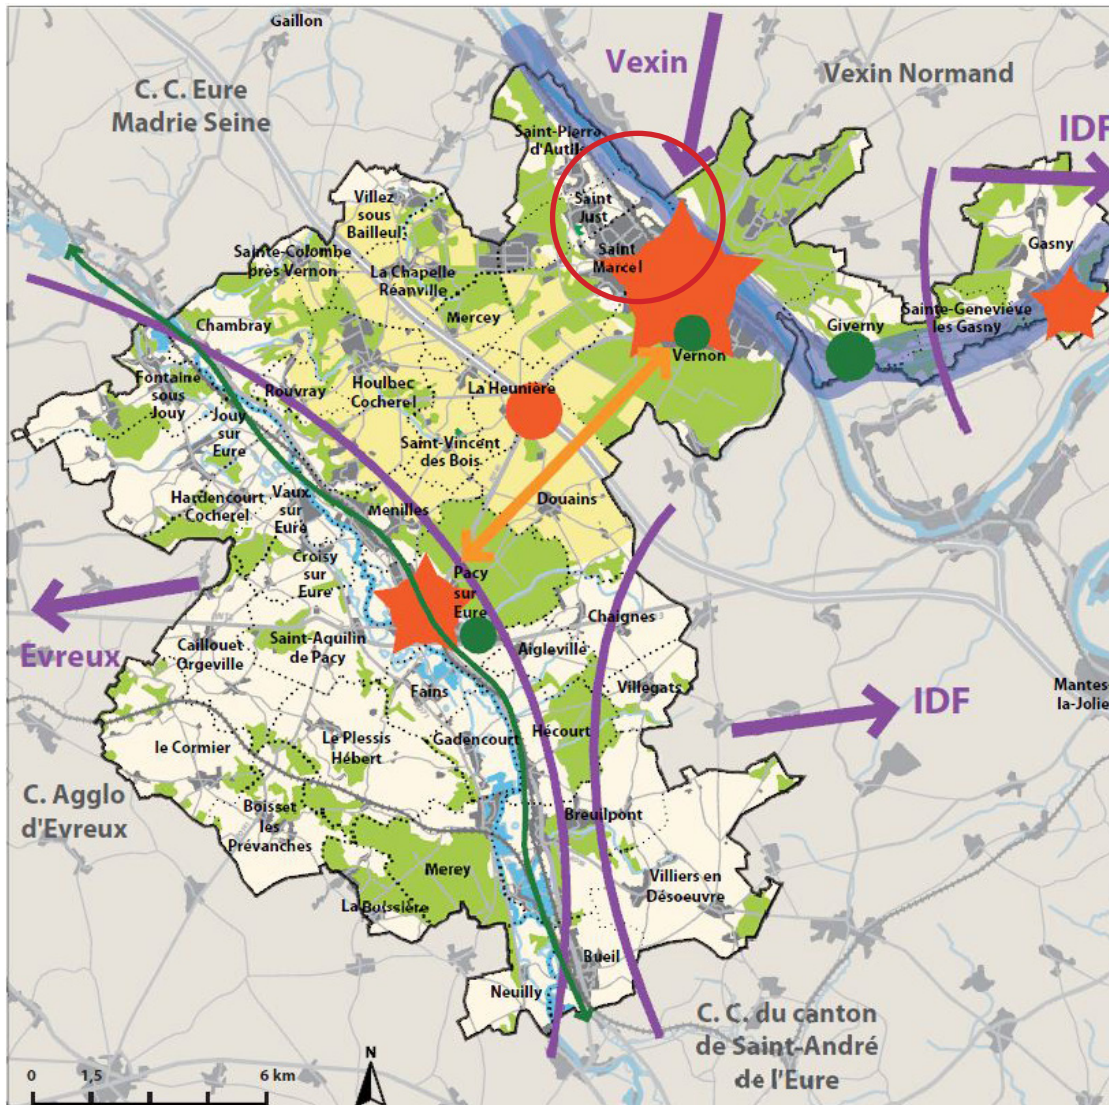 Gaillon
Vexin
Vexin Normand
C. C. Eure
Madrie Seine
IDF
Saint-Pierre
d'Autils
Villez
sous
Bailleul
Saint
Just
Saint
Marcel
Gasny
Sainte-Colombe
près Vernon
La Chapelle
Réanville
Mercey
Sainte-Geneviève
les Gasny
Giverny
Chambray
Vernon
Fontaine
sous
Jouy
Rouvray
Houlbec
Cocherel
La Heunière
Jouy
sur
Eure
Saint-Vincent
des Bois
Hardencourt
Cocherel
Vaux
sur
Eure
Menilles
Douains
Croisy
sur
Eure
Pacy
sur
Eure
Chaignes
Evreux
Caillouet
Orgeville
Saint-Aquilin
de Pacy
Aigleville
Fains
Villegats
Mantes-
la-Jolie
IDF
le Cormier
Le Plessis
Hébert
Gadencourt
Hécourt
C. Agglo
d'Evreux
Boisset
les
Prévanches
Breuilpont
Merey
Villiers en
Désoeuvre
La Boissière
Bueil
Neuilly
C. C. du canton
de Saint-André
de l'Eure
N
0 1,5 6 km